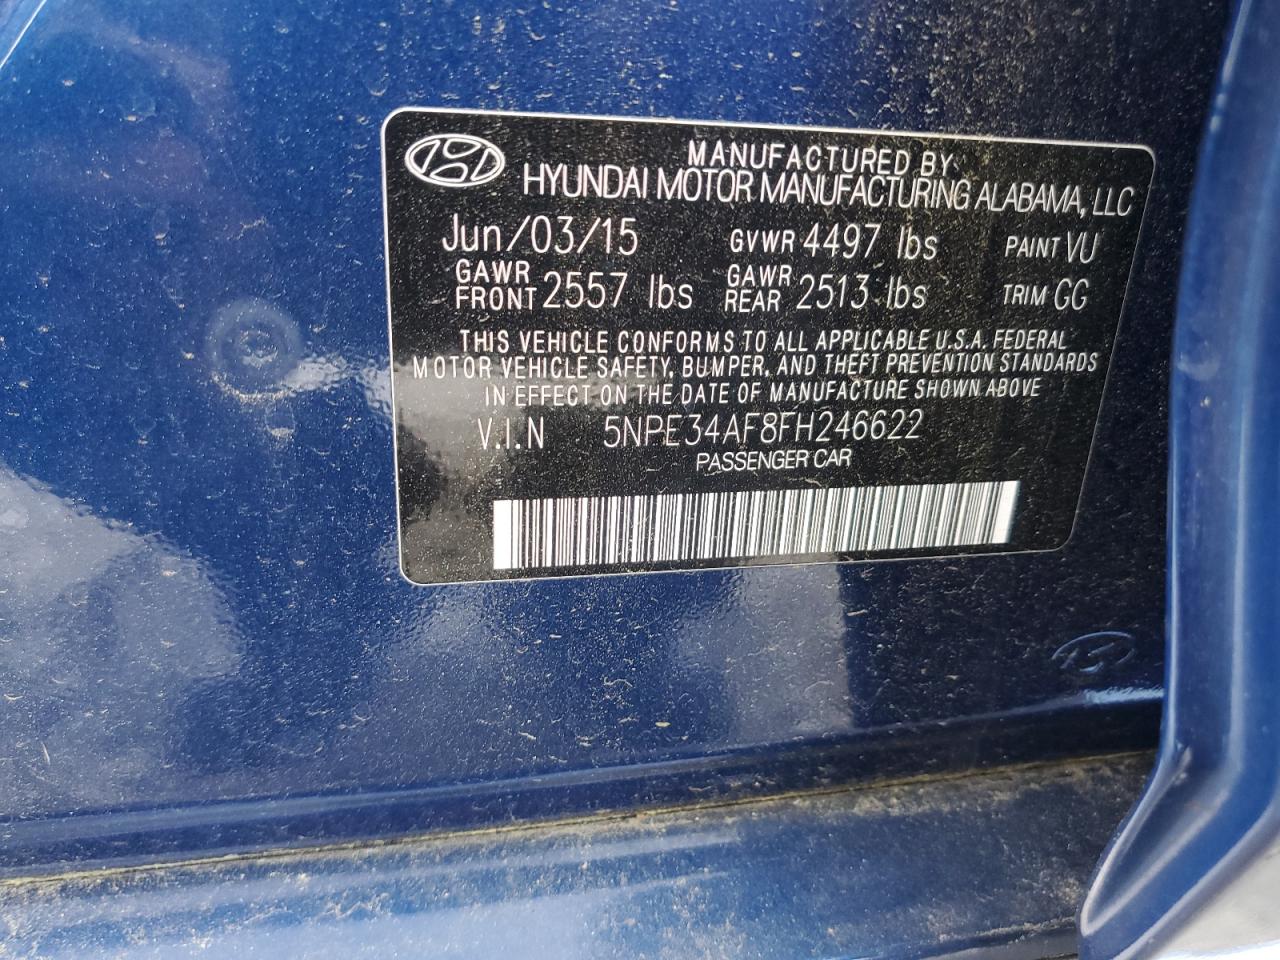 MANUFACTURED BY:
HYUNDAI MOTOR MANUFACTURING ALABAMA, LLC
Jun/03/15 GVWR 4497 lbs PAINT VU
GAWR FRONT 2557 lbs GAWR REAR 2513 lbs TRIM GG
THIS VEHICLE CONFORMS TO ALL APPLICABLE U.S.A. FEDERAL
MOTOR VEHICLE SAFETY, BUMPER, AND THEFT PREVENTION STANDARDS
IN EFFECT ON THE DATE OF MANUFACTURE SHOWN ABOVE
V.I.N 5NPE34AF8FH246622
PASSENGER CAR